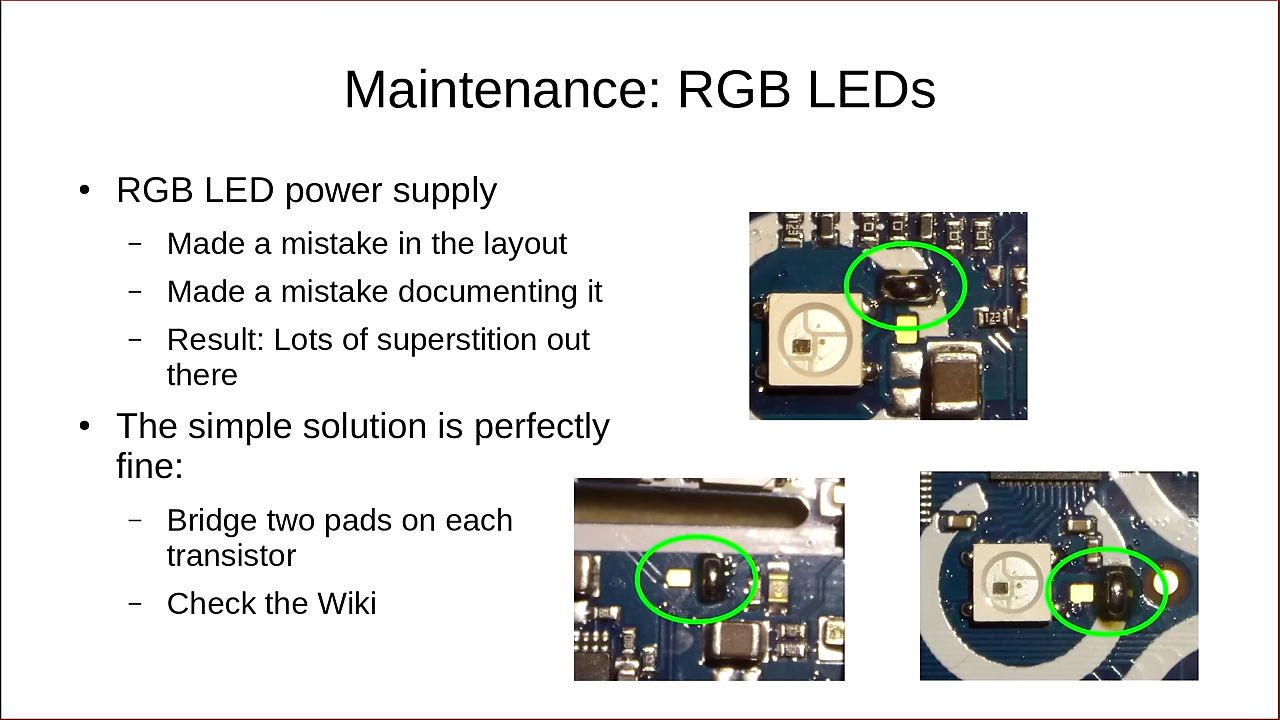 Maintenance: RGB LEDs
• RGB LED power supply
– Made a mistake in the layout
– Made a mistake documenting it
– Result: Lots of superstition out
there
• The simple solution is perfectly
fine:
– Bridge two pads on each
transistor
– Check the Wiki
123